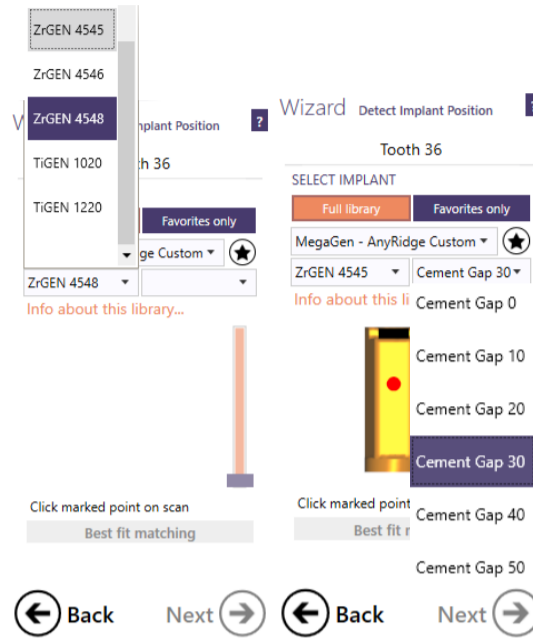 ZrGEN 4545
ZrGEN 4546
ZrGEN 4548
TiGEN 1020
TiGEN 1220
Position
?
36
Favorites only
Custom
ZrGEN 4548
Info about this library...
Click marked point on scan
Best fit matching
Back
Next
Wizard Detect Implant Position
Tooth 36
SELECT IMPLANT
Full library
Favorites only
MegaGen - AnyRidge Custom
ZrGEN 4545
Cement Gap 30
Info about this
Cement Gap 0
Cement Gap 10
Cement Gap 20
Cement Gap 30
Cement Gap 40
Cement Gap 50
Click marked point
Best fit
Back
Next